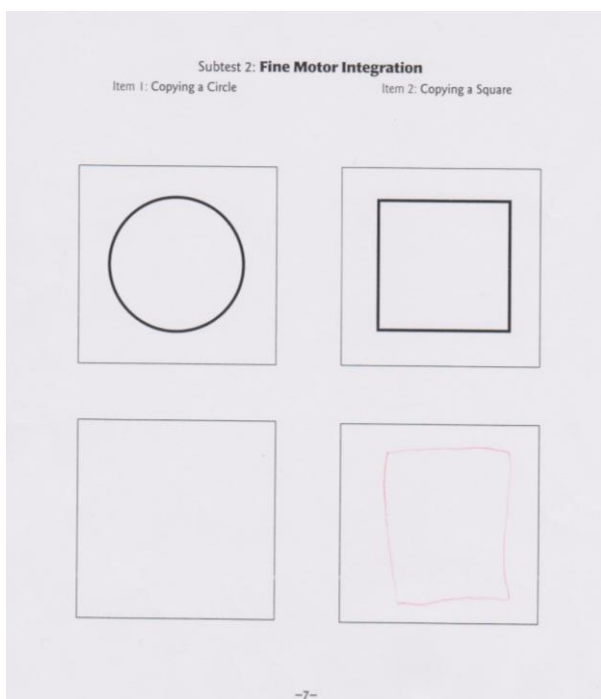 Subtest 2: Fine Motor Integration
Item 1: Copying a Circle
Item 2: Copying a Square
–7–